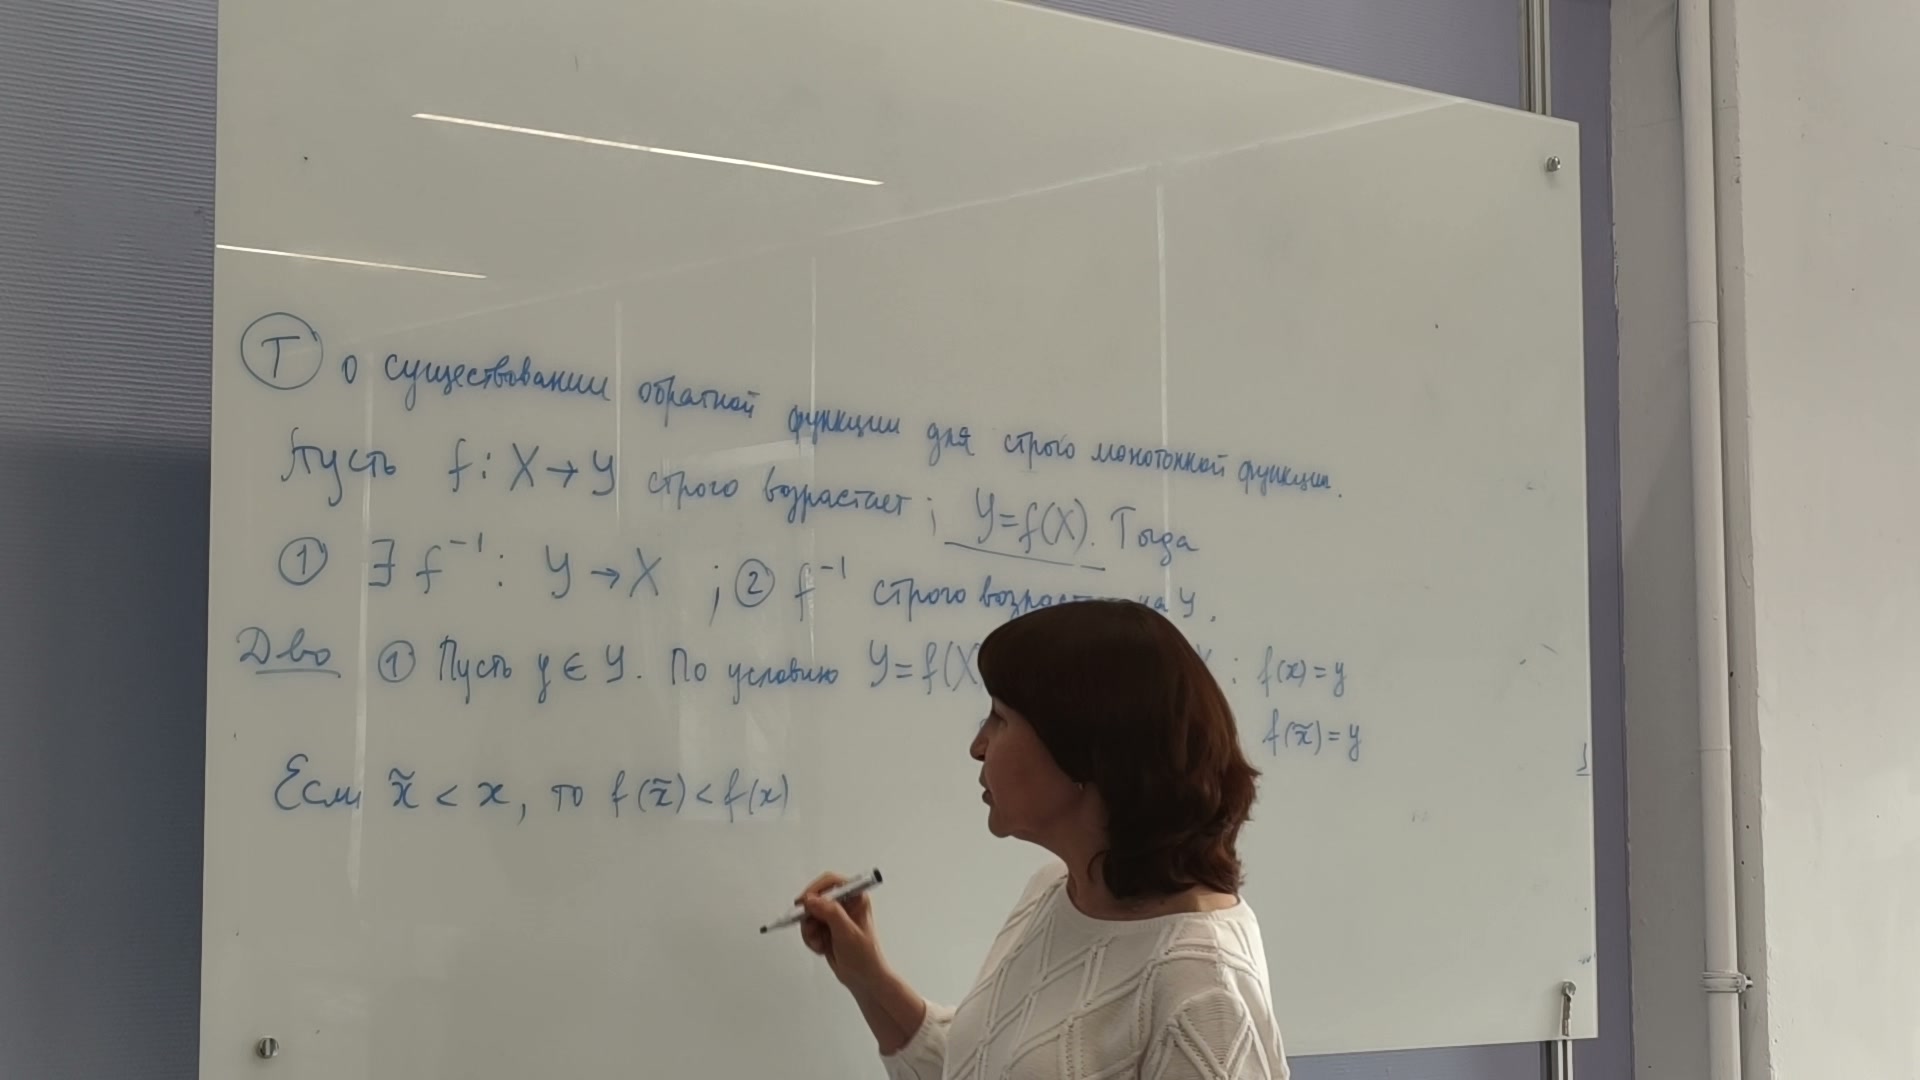 Т о существовании обратной функции для строго монотонной функции.
Пусть f: X → Y строго возрастает; Y=f(X). Тогда
① ∃ f⁻¹: Y → X ; ② f⁻¹ строго на Y.
Д-во ① Пусть y ∈ Y. По условию Y=f(X : f(x)=y
f(x̃)=y
Если x̃ < x, то f(x̃) < f(x)